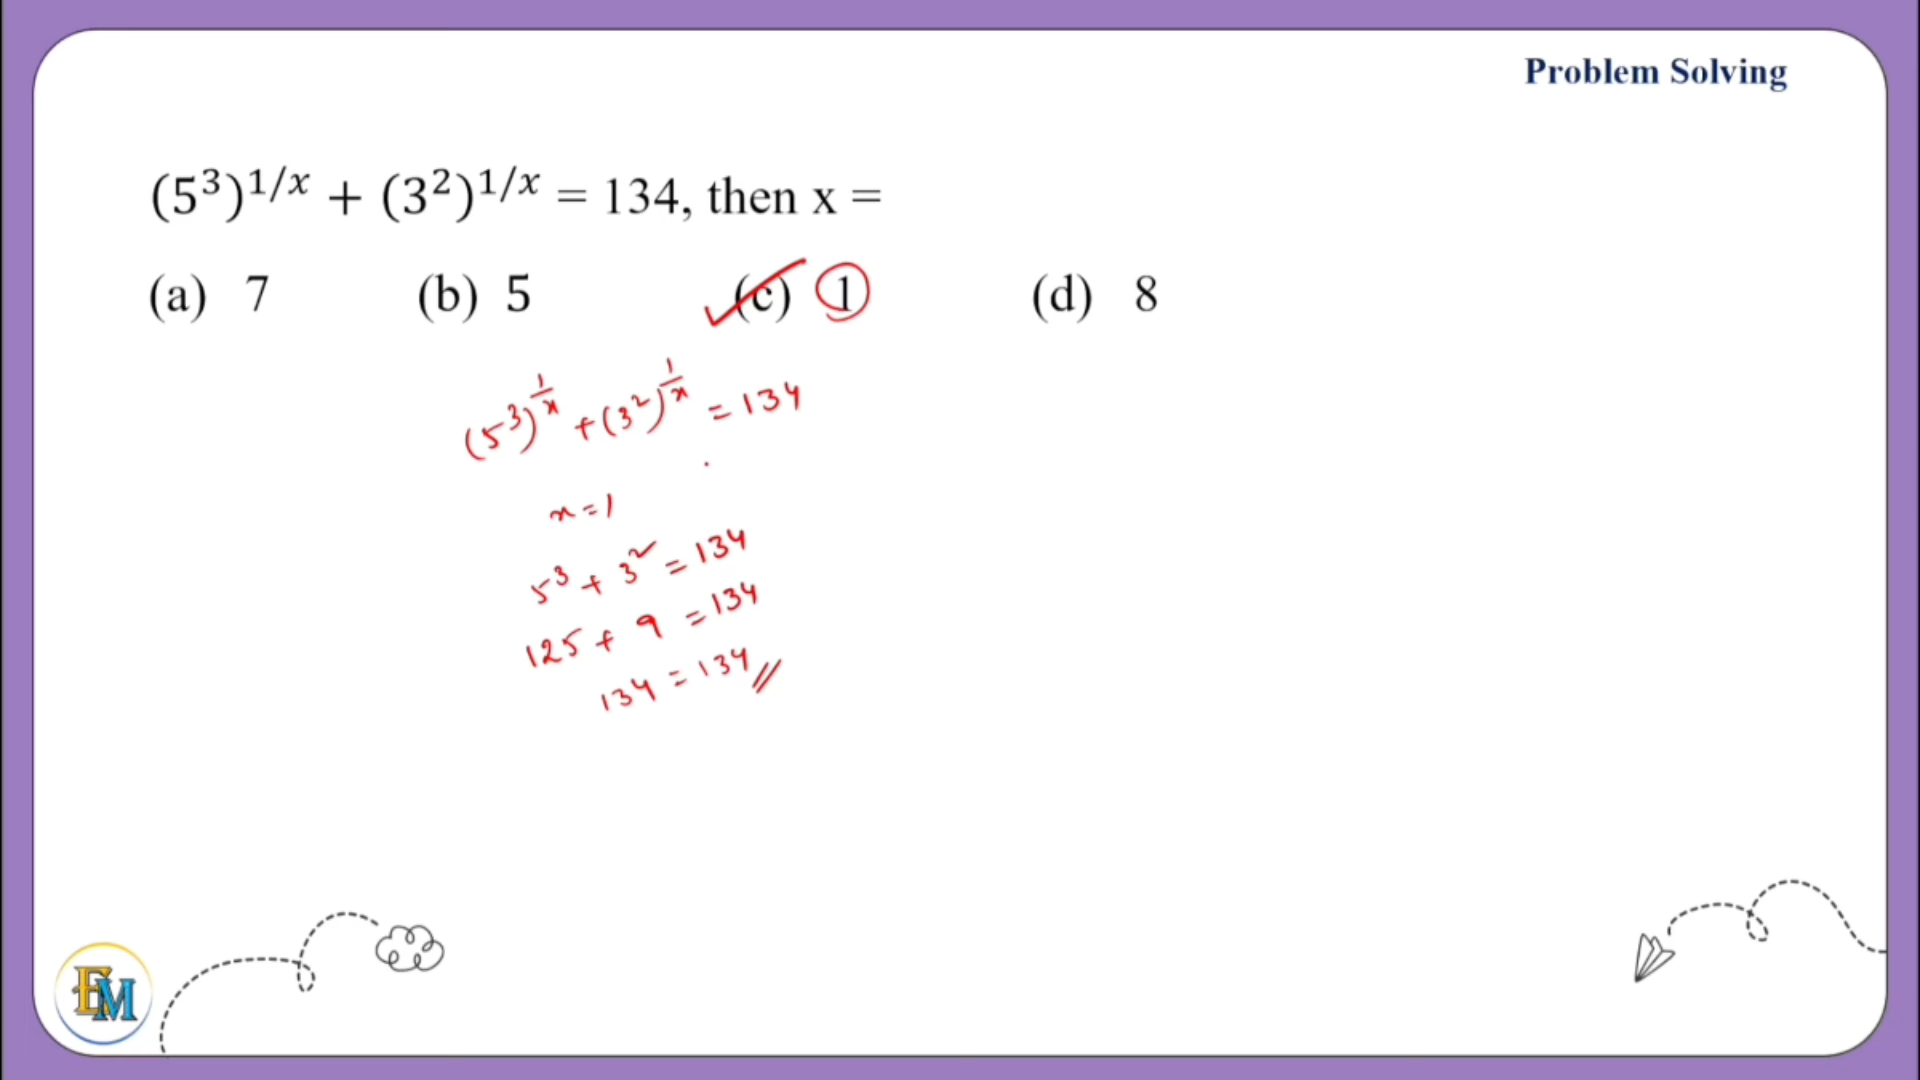 Problem Solving
(5³)^{1/x} + (3²)^{1/x} = 134, then x =
(a) 7 (b) 5 (c) 1 (d) 8
(5³)^{1/x} + (3²)^{1/x} = 134
x = 1
5³ + 3² = 134
125 + 9 = 134
134 = 134 //
EM